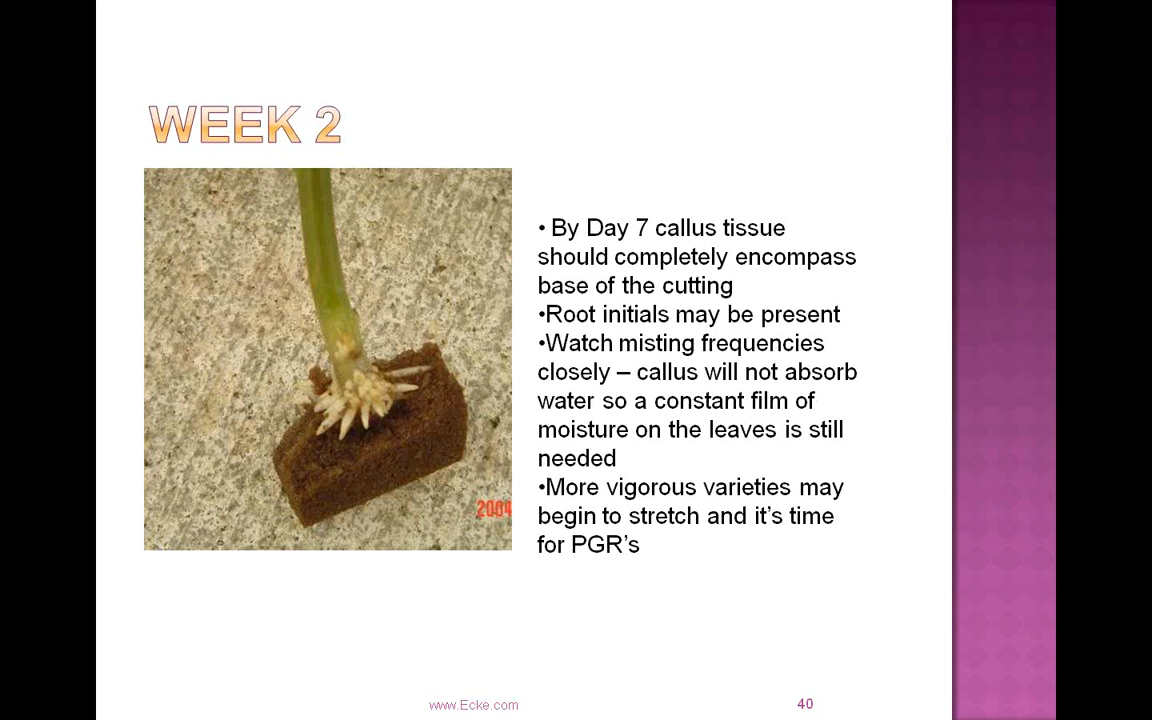 WEEK 2
• By Day 7 callus tissue
should completely encompass
base of the cutting
•Root initials may be present
•Watch misting frequencies
closely – callus will not absorb
water so a constant film of
moisture on the leaves is still
needed
•More vigorous varieties may
begin to stretch and it's time
for PGR's
2004
www.Ecke.com
40